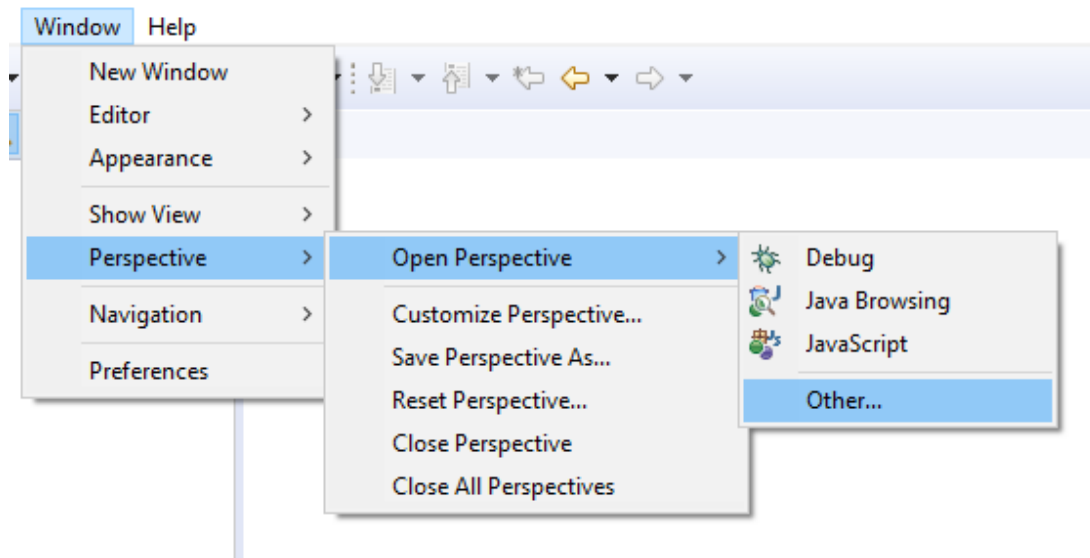 Window Help
New Window
Editor
Appearance
Show View
Perspective
Navigation
Preferences
Open Perspective
Customize Perspective...
Save Perspective As...
Reset Perspective...
Close Perspective
Close All Perspectives
Debug
Java Browsing
JavaScript
Other...